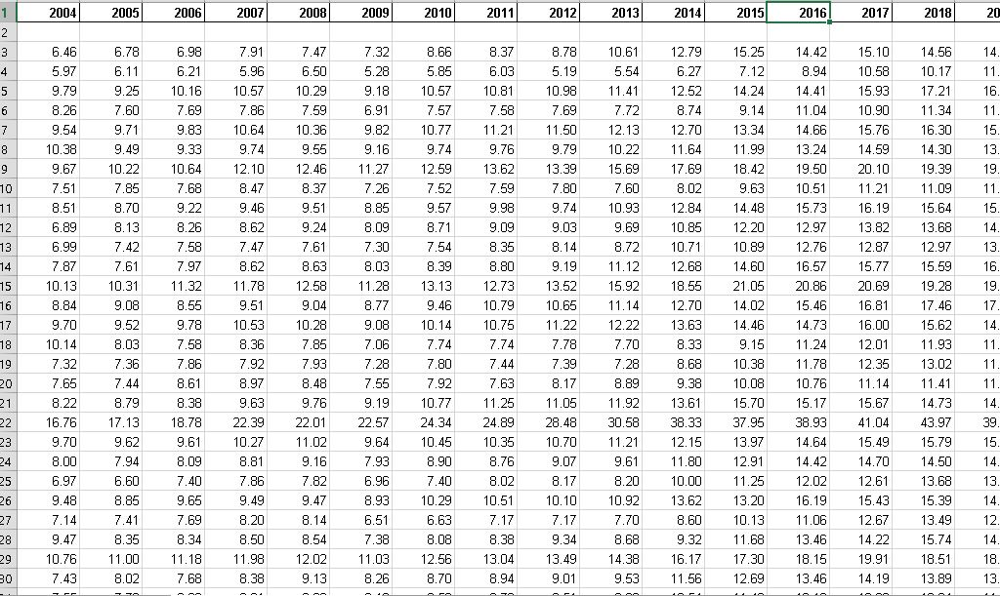 1 2004 2005 2006 2007 2008 2009 2010 2011 2012 2013 2014 2015 2016 2017 2018 20
2
3 6.46 6.78 6.98 7.91 7.47 7.32 8.66 8.37 8.78 10.61 12.79 15.25 14.42 15.10 14.56 14.
4 5.97 6.11 6.21 5.96 6.50 5.28 5.85 6.03 5.19 5.54 6.27 7.12 8.94 10.58 10.17 11.
5 9.79 9.25 10.16 10.57 10.29 9.18 10.57 10.81 10.98 11.41 12.52 14.24 14.41 15.93 17.21 16.
6 8.26 7.60 7.69 7.86 7.59 6.91 7.57 7.58 7.69 7.72 8.74 9.14 11.04 10.90 11.34 11.
7 9.54 9.71 9.83 10.64 10.36 9.82 10.77 11.21 11.50 12.13 12.70 13.34 14.66 15.76 16.30 15.
8 10.38 9.49 9.33 9.74 9.55 9.16 9.74 9.76 9.79 10.22 11.64 11.99 13.24 14.59 14.30 13.
9 9.67 10.22 10.64 12.10 12.46 11.27 12.59 13.62 13.39 15.69 17.69 18.42 19.50 20.10 19.39 19.
10 7.51 7.85 7.68 8.47 8.37 7.26 7.52 7.59 7.80 7.60 8.02 9.63 10.51 11.21 11.09 11.
11 8.51 8.70 9.22 9.46 9.51 8.85 9.57 9.98 9.74 10.93 12.84 14.48 15.73 16.19 15.64 15.
12 6.89 8.13 8.26 8.62 9.24 8.09 8.71 9.09 9.03 9.69 10.85 12.20 12.97 13.82 13.68 14.
13 6.99 7.42 7.58 7.47 7.61 7.30 7.54 8.35 8.14 8.72 10.71 10.89 12.76 12.87 12.97 13.
14 7.87 7.61 7.97 8.62 8.63 8.03 8.39 8.80 9.19 11.12 12.68 14.60 16.57 15.77 15.59 16.
15 10.13 10.31 11.32 11.78 12.58 11.28 13.13 12.73 13.52 15.92 18.55 21.05 20.86 20.69 19.28 19.
16 8.84 9.08 8.55 9.51 9.04 8.77 9.46 10.79 10.65 11.14 12.70 14.02 15.46 16.81 17.46 17.
17 9.70 9.52 9.78 10.53 10.28 9.08 10.14 10.75 11.22 12.22 13.63 14.46 14.73 16.00 15.62 14.
18 10.14 8.03 7.58 8.36 7.85 7.06 7.74 7.74 7.78 7.70 8.33 9.15 11.24 12.01 11.93 11.
19 7.32 7.36 7.86 7.92 7.93 7.28 7.80 7.44 7.39 7.28 8.68 10.38 11.78 12.35 13.02 11.
20 7.65 7.44 8.61 8.97 8.48 7.55 7.92 7.63 8.17 8.89 9.38 10.08 10.76 11.14 11.41 11.
21 8.22 8.79 8.38 9.63 9.76 9.19 10.77 11.25 11.05 11.92 13.61 15.70 15.17 15.67 14.73 14.
22 16.76 17.13 18.78 22.39 22.01 22.57 24.34 24.89 28.48 30.58 38.33 37.95 38.93 41.04 43.97 39.
23 9.70 9.62 9.61 10.27 11.02 9.64 10.45 10.35 10.70 11.21 12.15 13.97 14.64 15.49 15.79 15.
24 8.00 7.94 8.09 8.81 9.16 7.93 8.90 8.76 9.07 9.61 11.80 12.91 14.42 14.70 14.50 14.
25 6.97 6.60 7.40 7.86 7.82 6.96 7.40 8.02 8.17 8.20 10.00 11.25 12.02 12.61 13.68 13.
26 9.48 8.85 9.65 9.49 9.47 8.93 10.29 10.51 10.10 10.92 13.62 13.20 16.19 15.43 15.39 14.
27 7.14 7.41 7.69 8.20 8.14 6.51 6.63 7.17 7.17 7.70 8.60 10.13 11.06 12.67 13.49 12.
28 9.47 8.35 8.34 8.50 8.54 7.38 8.08 8.38 9.34 8.68 9.32 11.68 13.46 14.22 15.74 14.
29 10.76 11.00 11.18 11.98 12.02 11.03 12.56 13.04 13.49 14.38 16.17 17.30 18.15 19.91 18.51 18.
30 7.43 8.02 7.68 8.38 9.13 8.26 8.70 8.94 9.01 9.53 11.56 12.69 13.46 14.19 13.89 13.